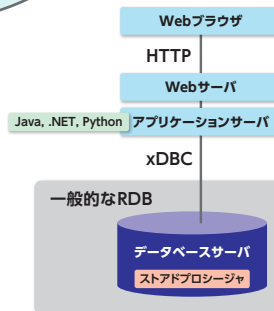 Webブラウザ
HTTP
Webサーバ
Java, .NET, Python アプリケーションサーバ
xDBC
一般的なRDB
データベースサーバ
ストアドプロシージャ